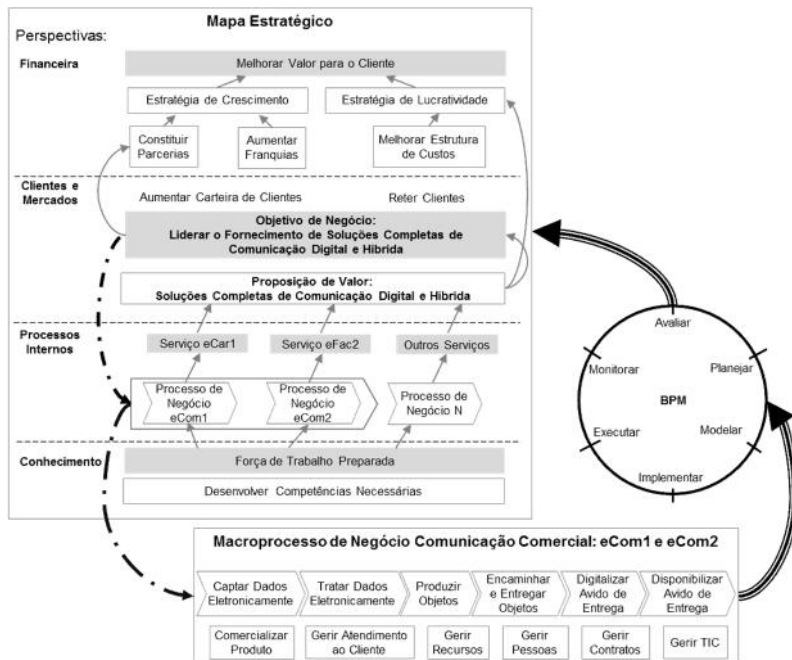 Mapa Estratégico
Perspectivas:
Financeira
Melhorar Valor para o Cliente
Estratégia de Crescimento
Estratégia de Lucratividade
Constituir
Parcerias
Aumentar
Franquias
Melhorar Estrutura
de Custos
Clientes e
Mercados
Aumentar Carteira de Clientes
Reter Clientes
Objetivo de Negócio:
Liderar o Fornecimento de Soluções Completas de
Comunicação Digital e Hibrida
Proposição de Valor:
Soluções Completas de Comunicação Digital e Hibrida
Processos
Internos
Serviço eCar1
Serviço eFac2
Outros Serviços
Processo de
Negócio
eCom1
Processo de
Negócio
eCom2
Processo de
Negócio N
Conhecimento
Força de Trabalho Preparada
Desenvolver Competências Necessárias
Avaliar
Monitorar
Planejar
BPM
Executar
Modelar
Implementar
Macroprocesso de Negócio Comunicação Comercial: eCom1 e eCom2
Captar Dados
Eletronicamente
Tratar Dados
Eletronicamente
Produzir
Objetos
Encaminhar
e Entregar
Objetos
Digitalizar
Avido de
Entrega
Disponibilizar
Avido de
Entrega
Comercializar
Produto
Gerir Atendimento
ao Cliente
Gerir
Recursos
Gerir
Pessoas
Gerir
Contratos
Gerir TIC